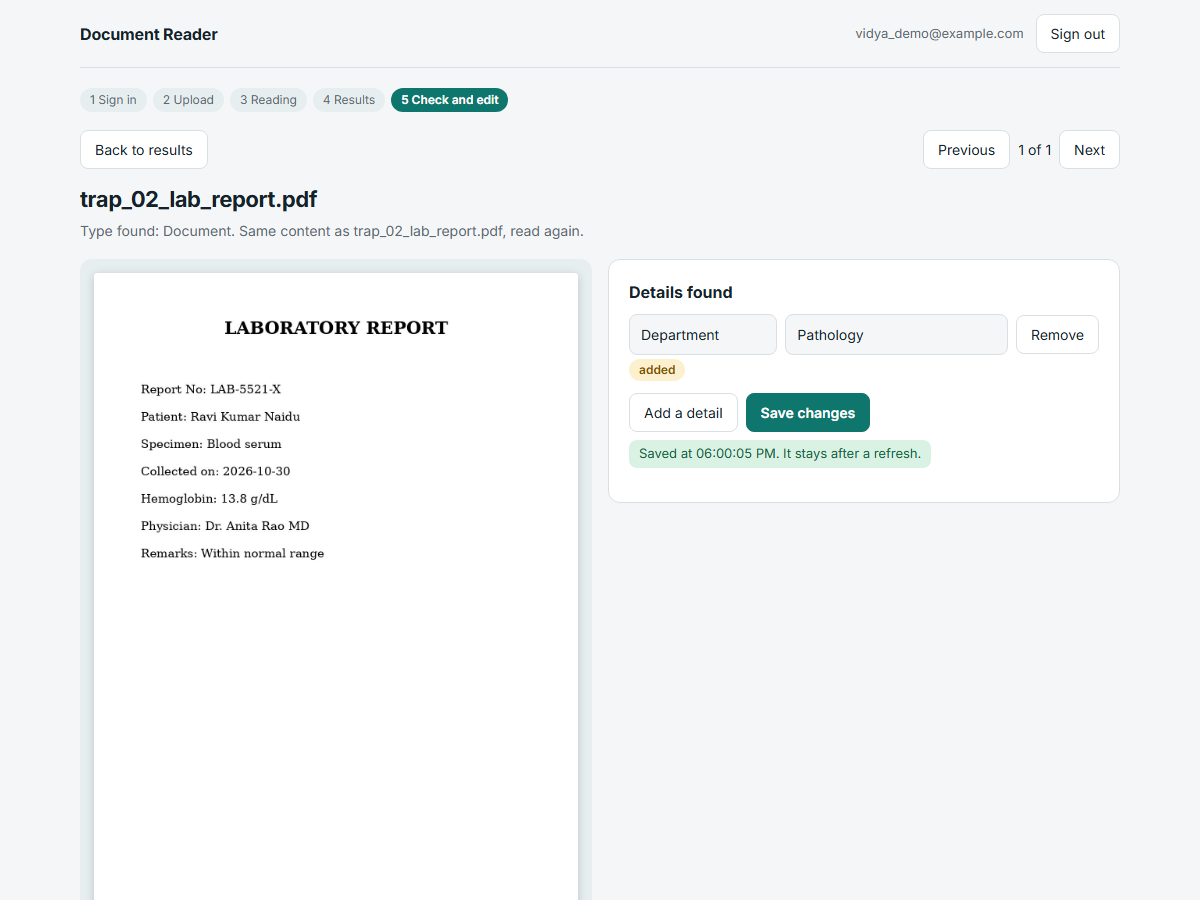 Document Reader
vidya_demo@example.com
Sign out
1 Sign in
2 Upload
3 Reading
4 Results
5 Check and edit
Back to results
Previous
1 of 1
Next
trap_02_lab_report.pdf
Type found: Document. Same content as trap_02_lab_report.pdf, read again.
LABORATORY REPORT
Report No: LAB-5521-X
Patient: Ravi Kumar Naidu
Specimen: Blood serum
Collected on: 2026-10-30
Hemoglobin: 13.8 g/dL
Physician: Dr. Anita Rao MD
Remarks: Within normal range
Details found
Department
Pathology
Remove
added
Add a detail
Save changes
Saved at 06:00:05 PM. It stays after a refresh.